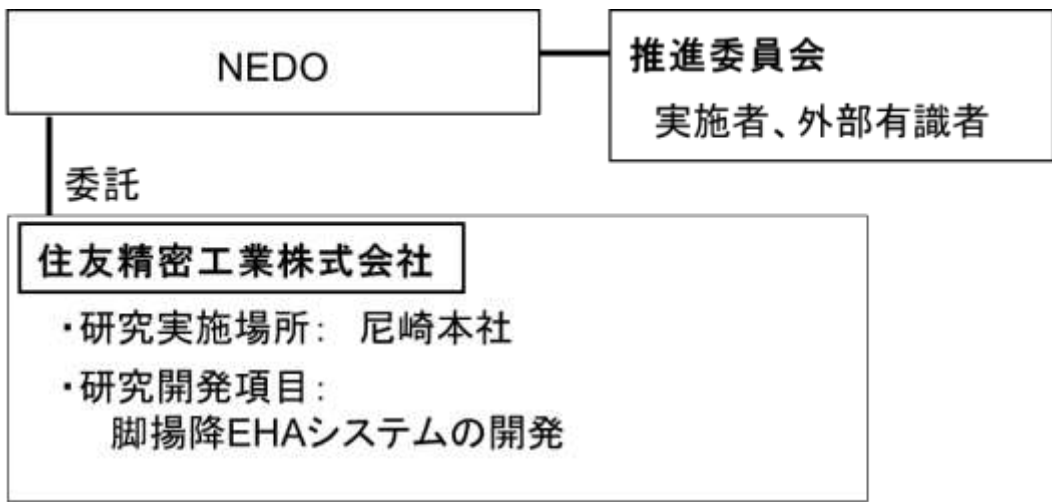 NEDO
推進委員会
実施者、外部有識者
委託
住友精密工業株式会社
・研究実施場所： 尼崎本社
・研究開発項目：
脚揚降EHAシステムの開発